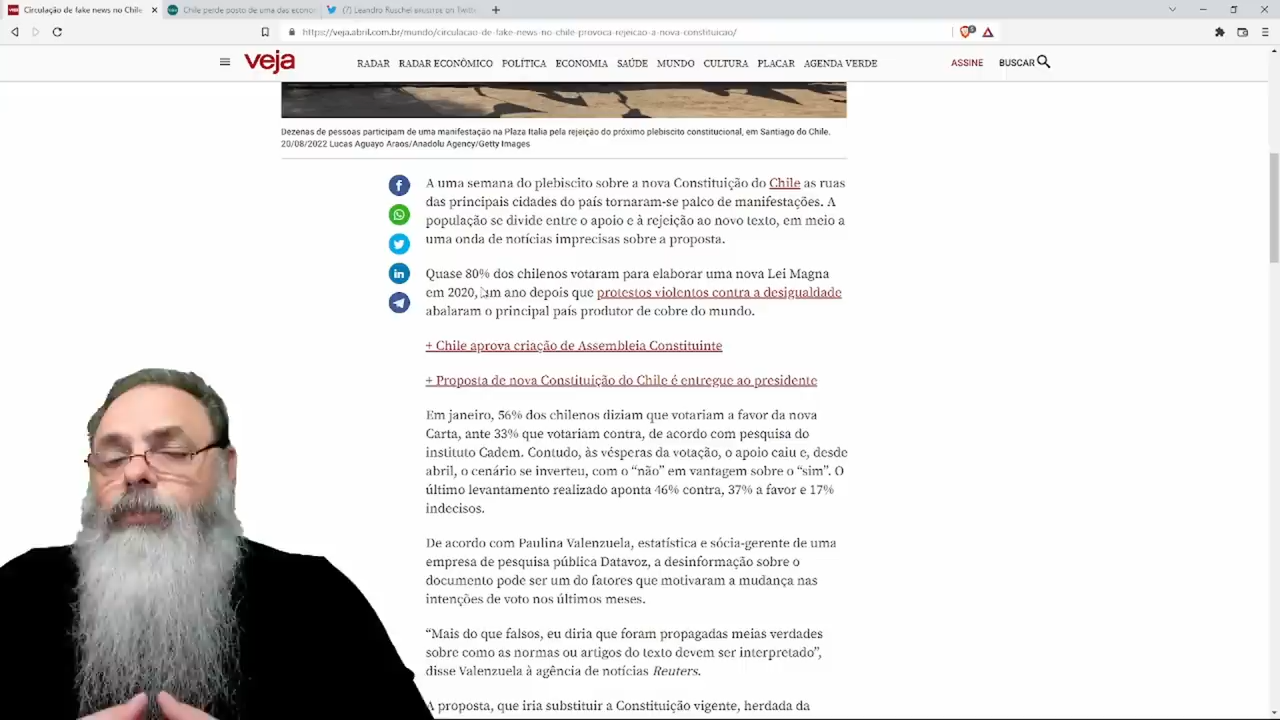 Circulação de fake news no Chile
Chile perde posto de uma das econo
(7) Leandro Ruschel on Twitt
https://veja.abril.com.br/mundo/circulacao-de-fake-news-no-chile-provoca-rejeicao-a-nova-constituicao/
veja
RADAR RADAR ECONÔMICO POLÍTICA ECONOMIA SAÚDE MUNDO CULTURA PLACAR AGENDA VERDE
ASSINE BUSCAR
Dezenas de pessoas participam de uma manifestação na Plaza Italia pela rejeição do próximo plebiscito constitucional, em Santiago do Chile.
20/08/2022 Lucas Aguayo Araos/Anadolu Agency/Getty Images
A uma semana do plebiscito sobre a nova Constituição do Chile as ruas
das principais cidades do país tornaram-se palco de manifestações. A
população se divide entre o apoio e à rejeição ao novo texto, em meio a
uma onda de notícias imprecisas sobre a proposta.
Quase 80% dos chilenos votaram para elaborar uma nova Lei Magna
em 2020, um ano depois que protestos violentos contra a desigualdade
abalaram o principal país produtor de cobre do mundo.
+ Chile aprova criação de Assembleia Constituinte
+ Proposta de nova Constituição do Chile é entregue ao presidente
Em janeiro, 56% dos chilenos diziam que votariam a favor da nova
Carta, ante 33% que votariam contra, de acordo com pesquisa do
instituto Cadem. Contudo, às vésperas da votação, o apoio caiu e, desde
abril, o cenário se inverteu, com o “não” em vantagem sobre o “sim”. O
último levantamento realizado aponta 46% contra, 37% a favor e 17%
indecisos.
De acordo com Paulina Valenzuela, estatística e sócia-gerente de uma
empresa de pesquisa pública Datavoz, a desinformação sobre o
documento pode ser um do fatores que motivaram a mudança nas
intenções de voto nos últimos meses.
“Mais do que falsos, eu diria que foram propagadas meias verdades
sobre como as normas ou artigos do texto devem ser interpretado”,
disse Valenzuela à agência de notícias Reuters.
A proposta, que iria substituir a Constituição vigente, herdada da